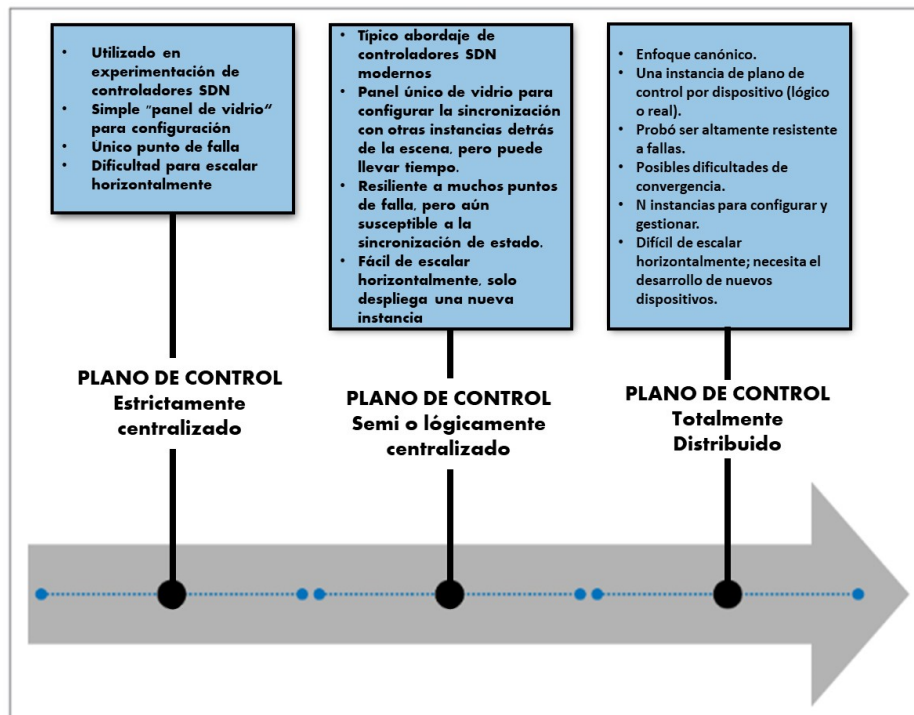 • Utilizado en
experimentación de
controladores SDN
• Simple "panel de vidrio"
para configuración
• Único punto de falla
• Dificultad para escalar
horizontalmente
PLANO DE CONTROL
Estrictamente
centralizado
• Típico abordaje de
controladores SDN
modernos
• Panel único de vidrio para
configurar la sincronización
con otras instancias detrás
de la escena, pero puede
llevar tiempo.
• Resiliente a muchos puntos
de falla, pero aún
susceptible a la
sincronización de estado.
• Fácil de escalar
horizontalmente, solo
despliega una nueva
instancia
PLANO DE CONTROL
Semi o lógicamente
centralizado
• Enfoque canónico.
• Una instancia de plano de
control por dispositivo (lógico
o real).
• Probó ser altamente resistente
a fallas.
• Posibles dificultades de
convergencia.
• N instancias para configurar y
gestionar.
• Difícil de escalar
horizontalmente; necesita el
desarrollo de nuevos
dispositivos.
PLANO DE CONTROL
Totalmente
Distribuido